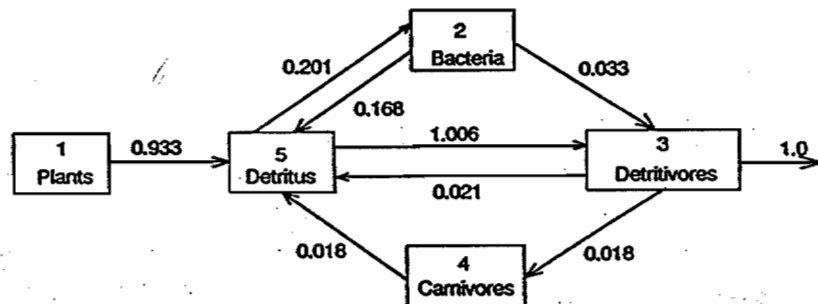 2
Bacteria
0.201
0.033
0.168
1
Plants
0.933
5
Detritus
1.006
0.021
3
Detritivores
1.0
0.018
0.018
4
Carnivores